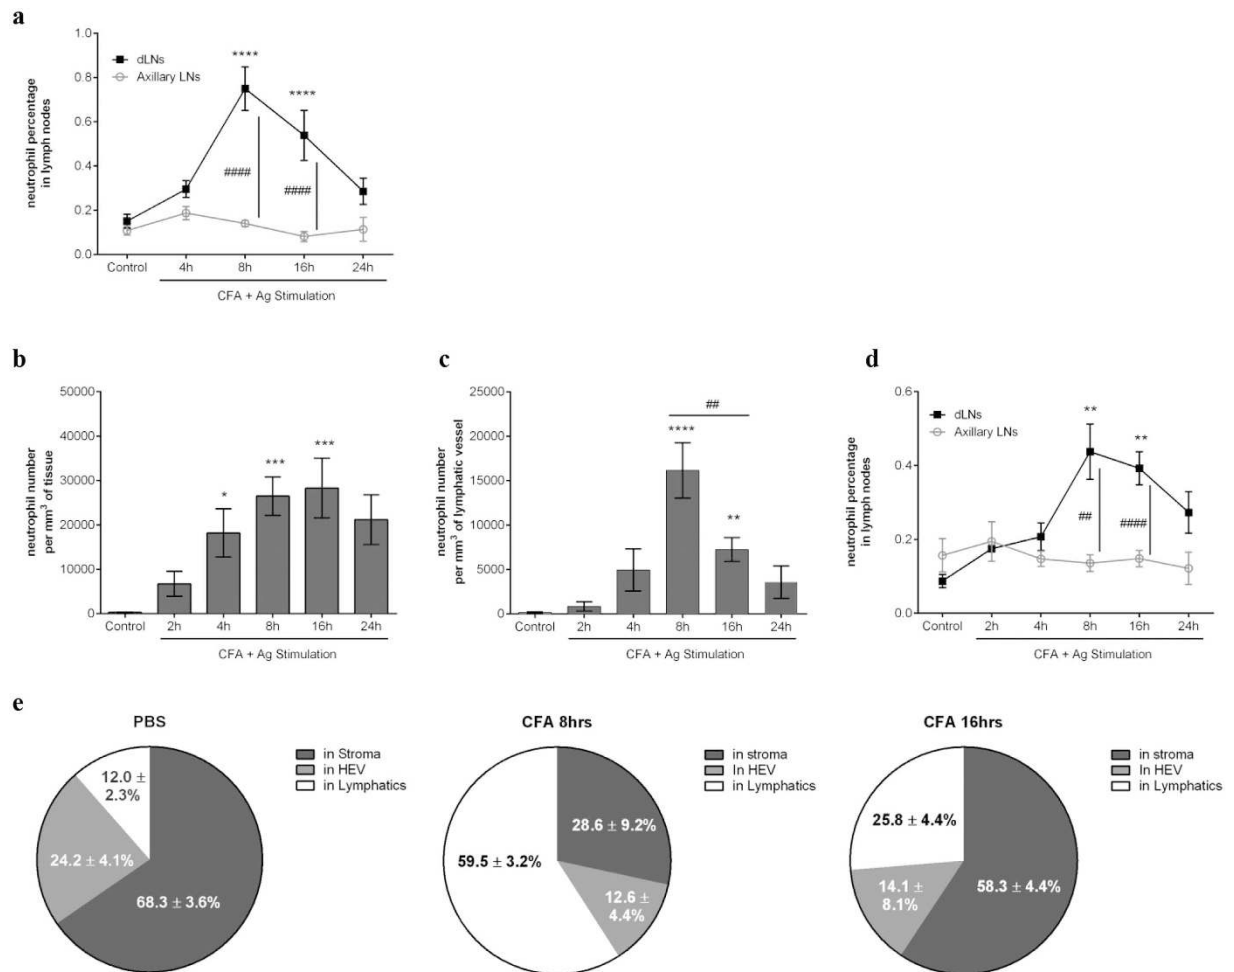 a
neutrophil percentage
in lymph nodes
1.0
0.8
0.6
0.4
0.2
0.0
dLNs
Axillary LNs
****
****
####
####
Control 4h 8h 16h 24h
CFA + Ag Stimulation
b
neutrophil number
per mm³ of tissue
50000
40000
30000
20000
10000
0
*
***
***
Control 2h 4h 8h 16h 24h
CFA + Ag Stimulation
c
neutrophil number
per mm³ of lymphatic vessel
25000
20000
15000
10000
5000
0
##
****
**
Control 2h 4h 8h 16h 24h
CFA + Ag Stimulation
d
neutrophil percentage
in lymph nodes
0.6
0.4
0.2
0.0
dLNs
Axillary LNs
**
**
##
####
Control 2h 4h 8h 16h 24h
CFA + Ag Stimulation
e
PBS
in Stroma
in HEV
in Lymphatics
12.0 ±
2.3%
24.2 ± 4.1%
68.3 ± 3.6%
CFA 8hrs
in stroma
In HEV
in Lymphatics
28.6 ± 9.2%
59.5 ± 3.2%
12.6 ±
4.4%
CFA 16hrs
in stroma
In HEV
in Lymphatics
25.8 ± 4.4%
14.1 ±
8.1%
58.3 ± 4.4%